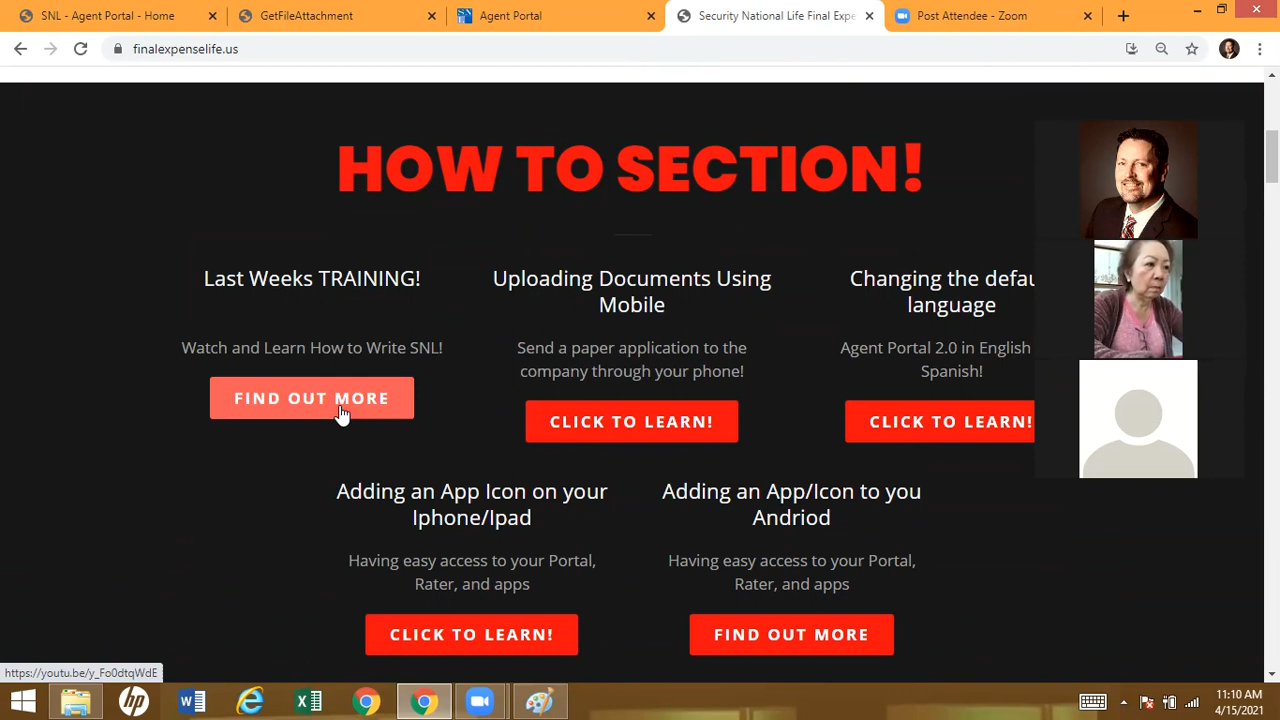 SNL - Agent Portal - Home
GetFileAttachment
Agent Portal
Security National Life Final Expe
Post Attendee - Zoom
finalexpenselife.us
HOW TO SECTION!
Last Weeks TRAINING!
Watch and Learn How to Write SNL!
FIND OUT MORE
Uploading Documents Using
Mobile
Send a paper application to the
company through your phone!
CLICK TO LEARN!
Changing the defau
language
Agent Portal 2.0 in English
Spanish!
CLICK TO LEARN!
Adding an App Icon on your
Iphone/Ipad
Having easy access to your Portal,
Rater, and apps
CLICK TO LEARN!
Adding an App/Icon to you
Andriod
Having easy access to your Portal,
Rater, and apps
FIND OUT MORE
https://youtu.be/y_Fo0dtqWdE
11:10 AM
4/15/2021